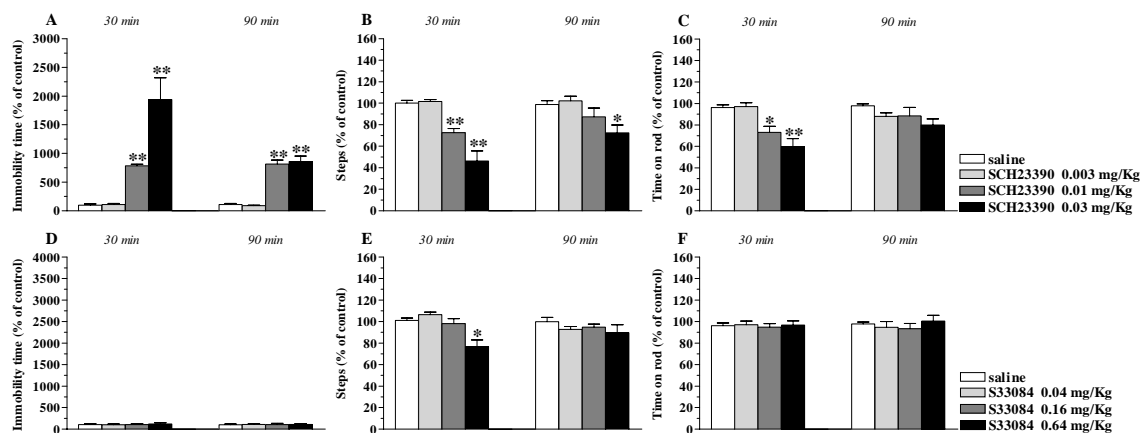 A 30 min 90 min
B 30 min 90 min
C 30 min 90 min
Immobility time (% of control)
3000
2500
2000
1500
1000
500
0
** ** ** **
Steps (% of control)
160
140
120
100
80
60
40
20
0
** ** *
Time on rod (% of control)
160
140
120
100
80
60
40
20
0
* **
saline
SCH23390 0.003 mg/Kg
SCH23390 0.01 mg/Kg
SCH23390 0.03 mg/Kg
D 30 min 90 min
E 30 min 90 min
F 30 min 90 min
Immobility time (% of control)
4000
3500
3000
2500
2000
1500
1000
500
0
Steps (% of control)
160
140
120
100
80
60
40
20
0
*
Time on rod (% of control)
160
140
120
100
80
60
40
20
0
saline
S33084 0.04 mg/Kg
S33084 0.16 mg/Kg
S33084 0.64 mg/Kg